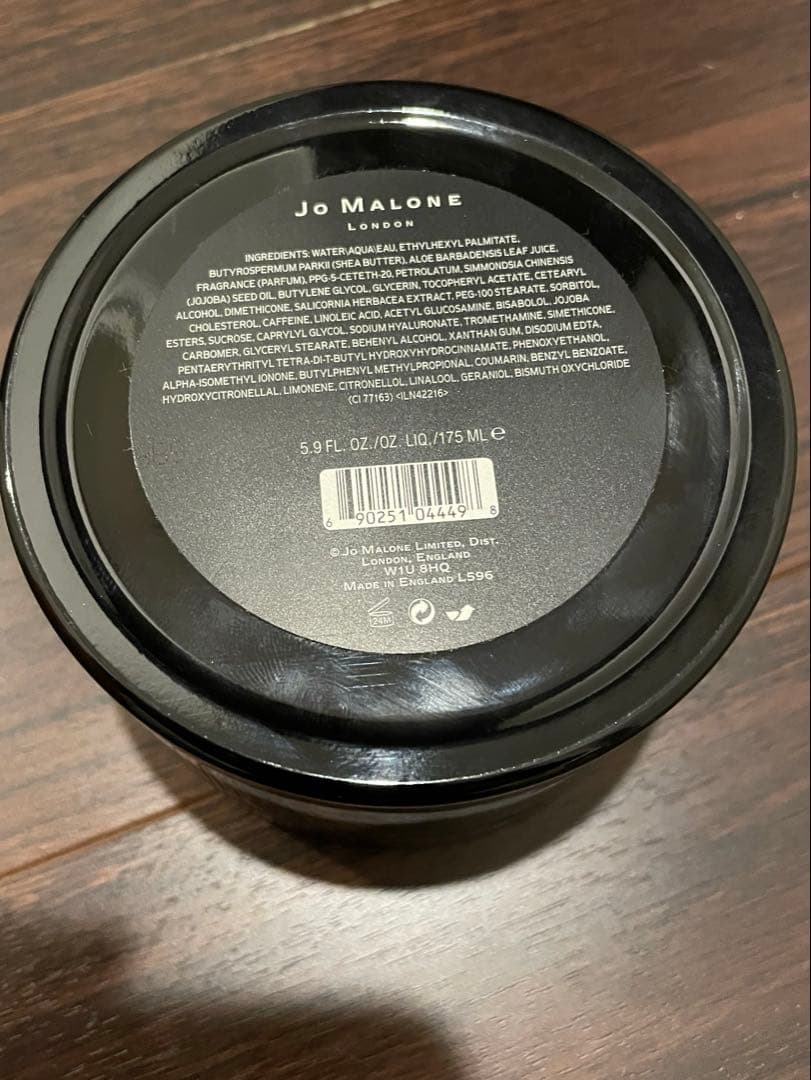 JO MALONE
LONDON
INGREDIENTS: WATER\AQUA\EAU, ETHYLHEXYL PALMITATE,
BUTYROSPERMUM PARKII (SHEA BUTTER), ALOE BARBADENSIS LEAF JUICE,
FRAGRANCE (PARFUM), PPG-5-CETETH-20, PETROLATUM, SIMMONDSIA CHINENSIS
(JOJOBA) SEED OIL, BUTYLENE GLYCOL, GLYCERIN, TOCOPHERYL ACETATE, CETEARYL
ALCOHOL, DIMETHICONE, SALICORNIA HERBACEA EXTRACT, PEG-100 STEARATE, SORBITOL,
CHOLESTEROL, CAFFEINE, LINOLEIC ACID, ACETYL GLUCOSAMINE, BISABOLOL, JOJOBA
ESTERS, SUCROSE, CAPRYLYL GLYCOL, SODIUM HYALURONATE, TROMETHAMINE, SIMETHICONE,
CARBOMER, GLYCERYL STEARATE, BEHENYL ALCOHOL, XANTHAN GUM, DISODIUM EDTA,
PENTAERYTHRITYL TETRA-DI-T-BUTYL HYDROXYHYDROCINNAMATE, PHENOXYETHANOL,
ALPHA-ISOMETHYL IONONE, BUTYLPHENYL METHYLPROPIONAL, COUMARIN, BENZYL BENZOATE,
HYDROXYCITRONELLAL, LIMONENE, CITRONELLOL, LINALOOL, GERANIOL, BISMUTH OXYCHLORIDE
(CI 77163) <ILN42216>
5.9 FL. OZ./OZ. LIQ./175 ML ℮
6 90251 04449 8
© JO MALONE LIMITED, DIST.
LONDON, ENGLAND
W1U 8HQ
MADE IN ENGLAND L596
24M